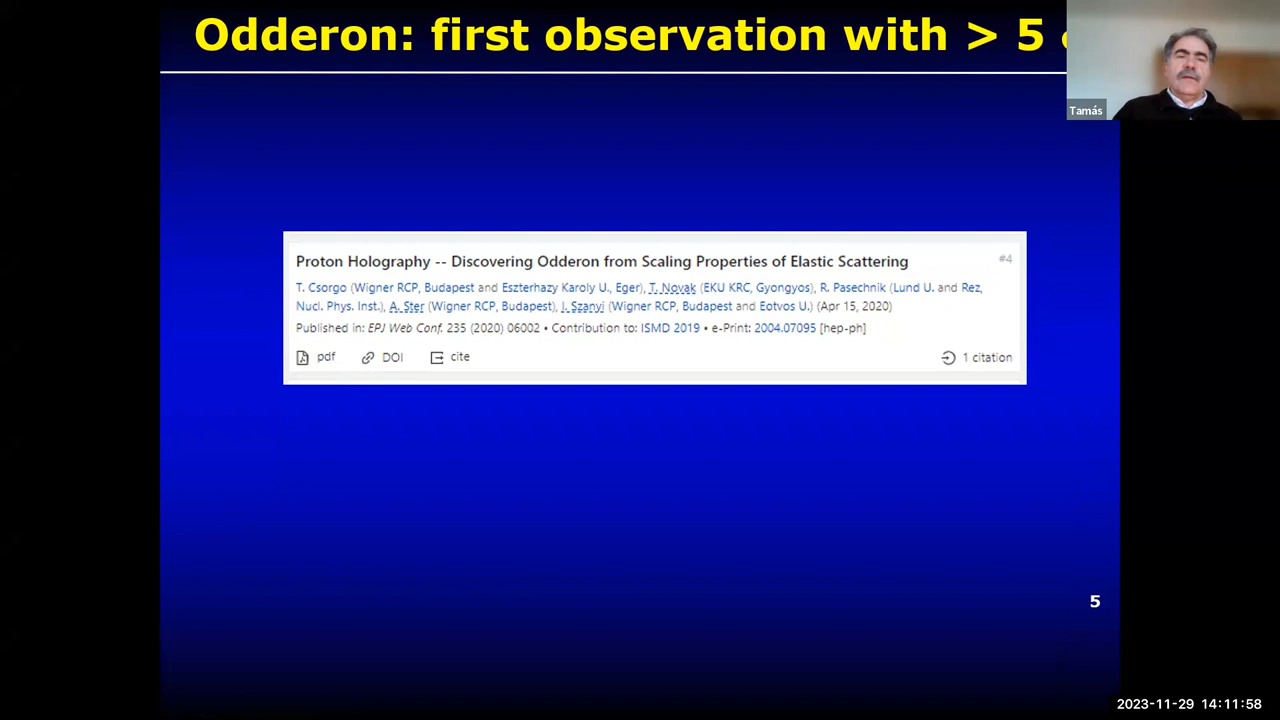 Odderon: first observation with > 5
Tamás
Proton Holography -- Discovering Odderon from Scaling Properties of Elastic Scattering
#4
T. Csorgo (Wigner RCP, Budapest and Eszterhazy Karoly U., Eger), T. Novak (EKU KRC, Gyongyos), R. Pasechnik (Lund U. and Rez,
Nucl. Phys. Inst.), A. Ster (Wigner RCP, Budapest), I. Szanyi (Wigner RCP, Budapest and Eotvos U.) (Apr 15, 2020)
Published in: EPJ Web Conf. 235 (2020) 06002 • Contribution to: ISMD 2019 • e-Print: 2004.07095 [hep-ph]
pdf DOI cite 1 citation
5
2023-11-29 14:11:58